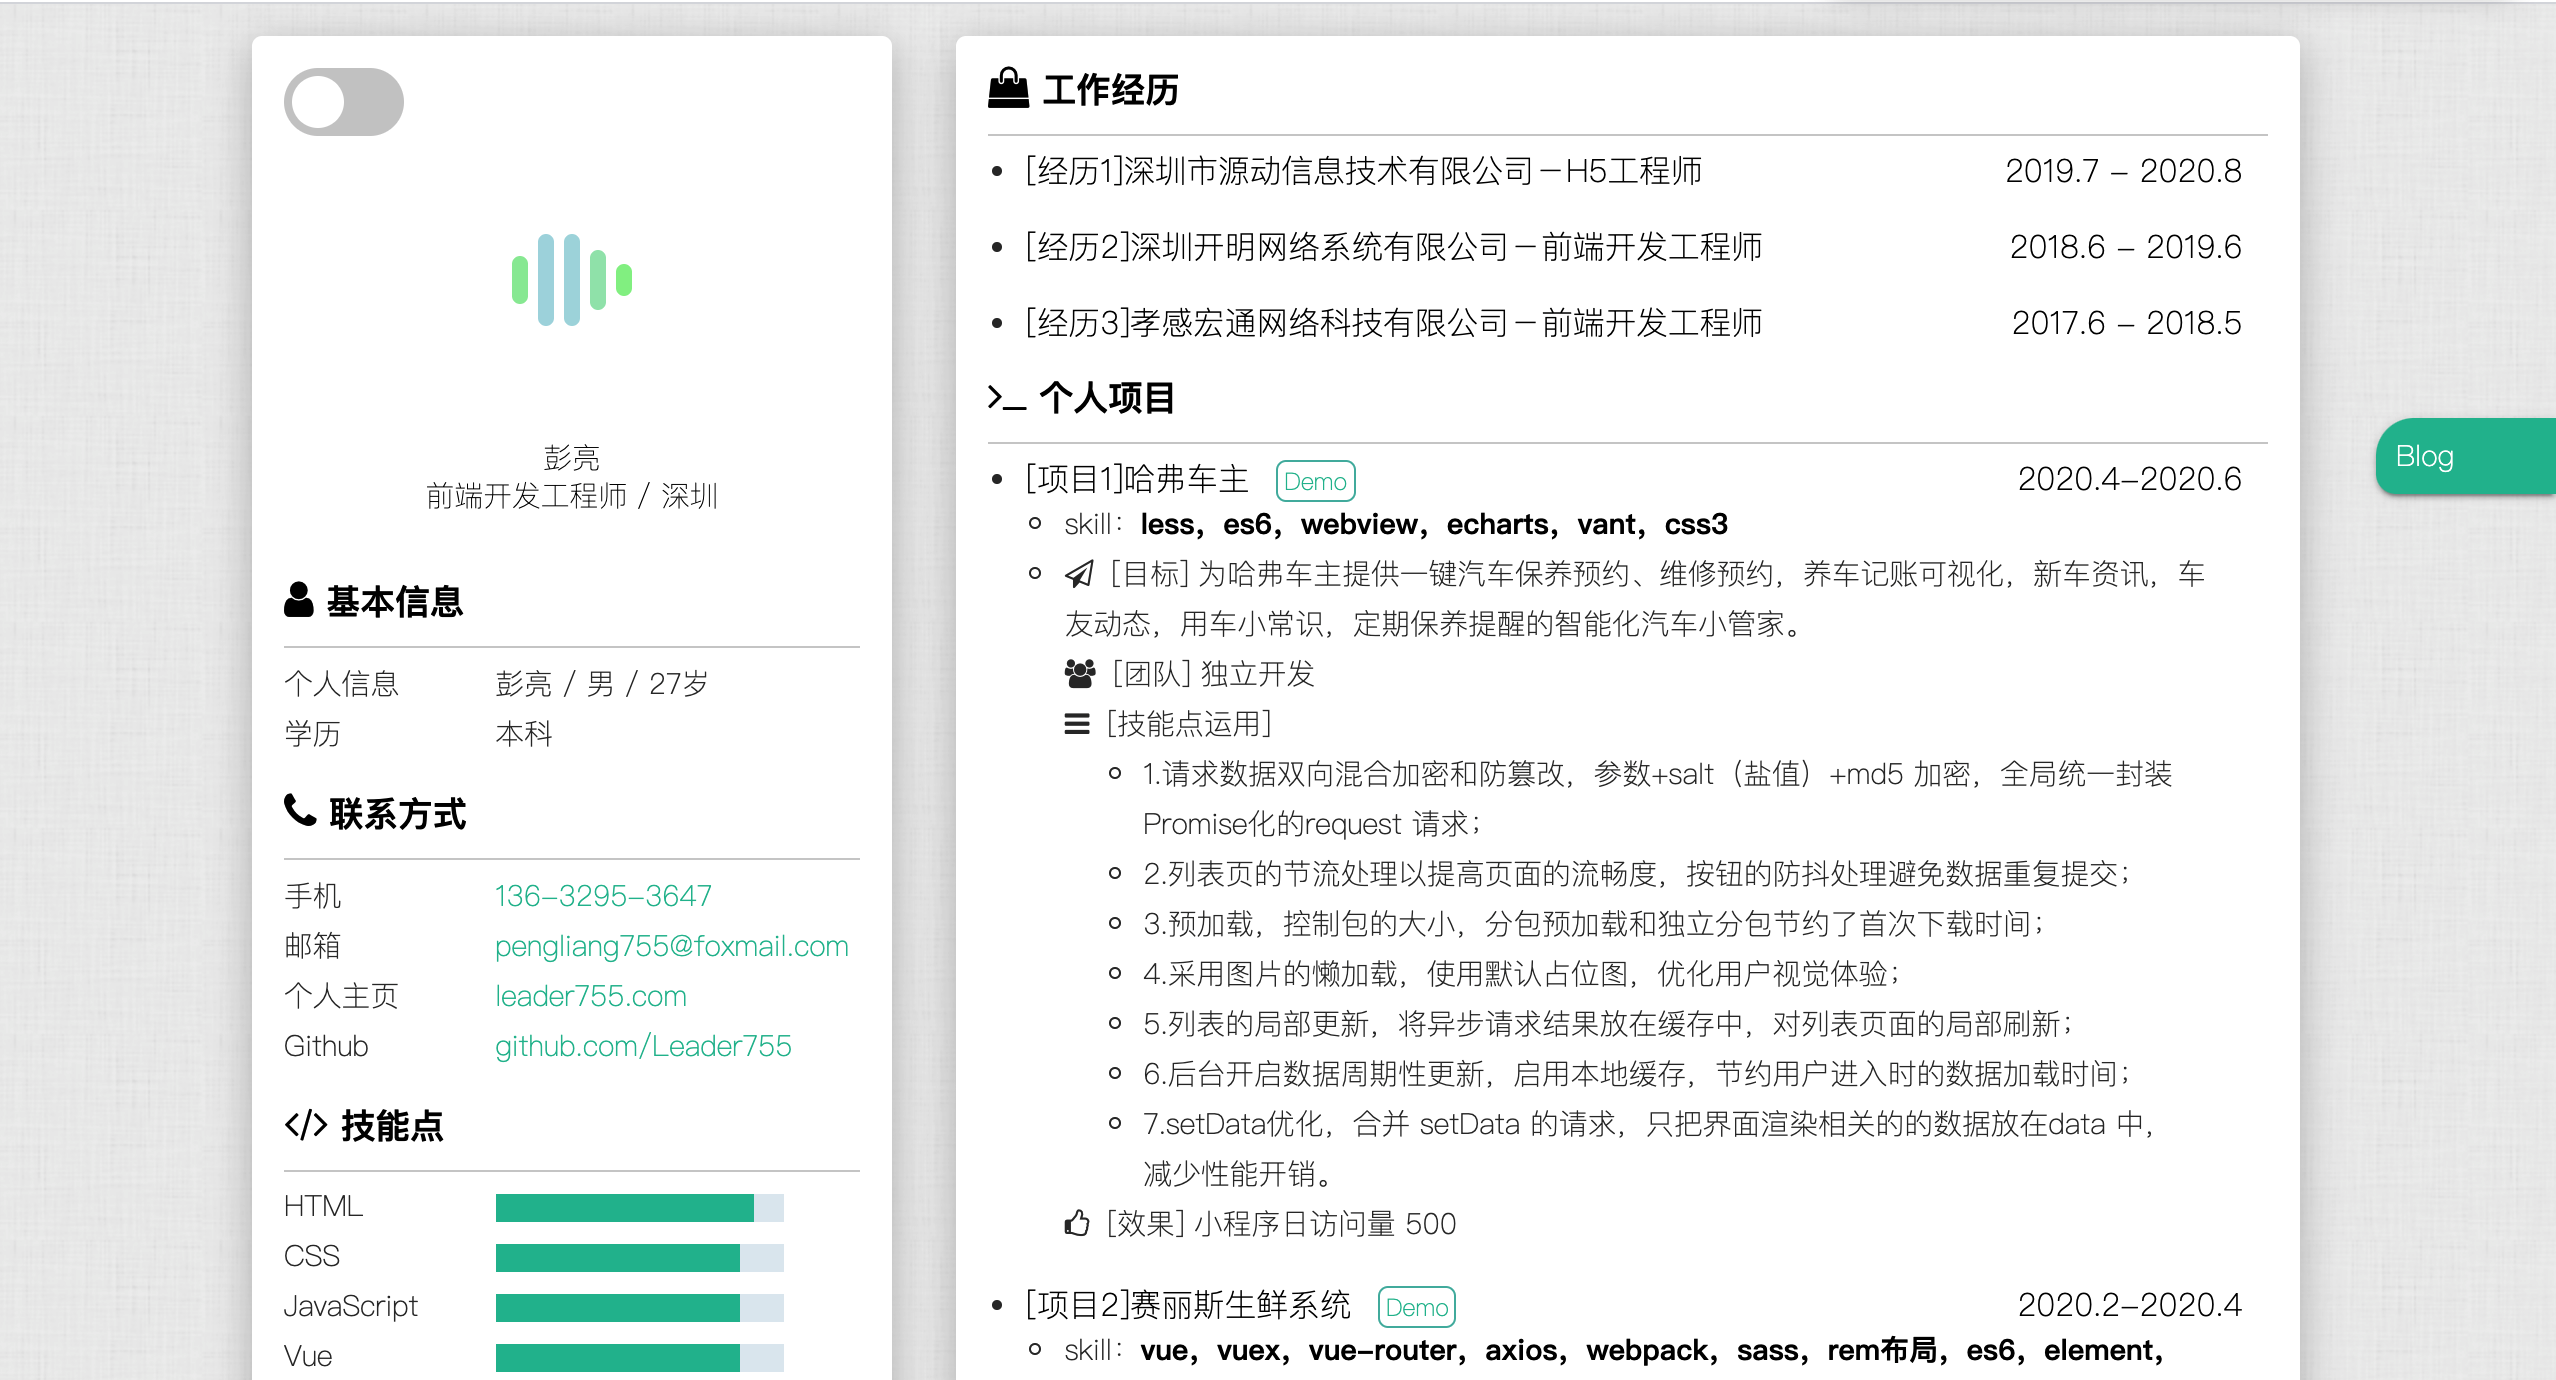 彭亮
前端开发工程师 / 深圳
基本信息
个人信息 彭亮 / 男 / 27岁
学历 本科
联系方式
手机 136-3295-3647
邮箱 pengliang755@foxmail.com
个人主页 leader755.com
Github github.com/Leader755
技能点
HTML
CSS
JavaScript
Vue
工作经历
[经历1]深圳市源动信息技术有限公司－H5工程师 2019.7 - 2020.8
[经历2]深圳开明网络系统有限公司－前端开发工程师 2018.6 - 2019.6
[经历3]孝感宏通网络科技有限公司－前端开发工程师 2017.6 - 2018.5
个人项目
[项目1]哈弗车主 Demo 2020.4-2020.6
skill：less，es6，webview，echarts，vant，css3
[目标] 为哈弗车主提供一键汽车保养预约、维修预约，养车记账可视化，新车资讯，车
友动态，用车小常识，定期保养提醒的智能化汽车小管家。
[团队] 独立开发
[技能点运用]
1.请求数据双向混合加密和防篡改，参数+salt（盐值）+md5 加密，全局统一封装
Promise化的request 请求；
2.列表页的节流处理以提高页面的流畅度，按钮的防抖处理避免数据重复提交；
3.预加载，控制包的大小，分包预加载和独立分包节约了首次下载时间；
4.采用图片的懒加载，使用默认占位图，优化用户视觉体验；
5.列表的局部更新，将异步请求结果放在缓存中，对列表页面的局部刷新；
6.后台开启数据周期性更新，启用本地缓存，节约用户进入时的数据加载时间；
7.setData优化，合并 setData 的请求，只把界面渲染相关的的数据放在data 中，
减少性能开销。
[效果] 小程序日访问量 500
[项目2]赛丽斯生鲜系统 Demo 2020.2-2020.4
skill：vue，vuex，vue-router，axios，webpack，sass，rem布局，es6，element，
Blog